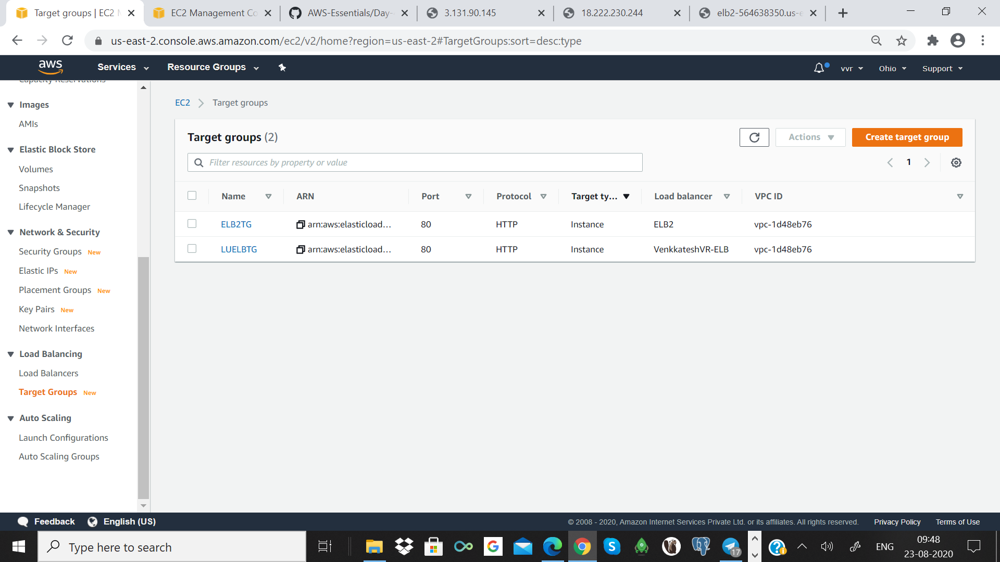 Target groups | EC2 M
EC2 Management Co
AWS-Essentials/Day-
3.131.90.145
18.222.230.244
elb2-564638350.us-e
us-east-2.console.aws.amazon.com/ec2/v2/home?region=us-east-2#TargetGroups:sort=desc:type
aws
Services
Resource Groups
vvr
Ohio
Support
Capacity Reservations
Images
AMIs
Elastic Block Store
Volumes
Snapshots
Lifecycle Manager
Network & Security
Security Groups New
Elastic IPs New
Placement Groups New
Key Pairs New
Network Interfaces
Load Balancing
Load Balancers
Target Groups New
Auto Scaling
Launch Configurations
Auto Scaling Groups
EC2 > Target groups
Target groups (2)
Actions
Create target group
Filter resources by property or value
1
Name ARN Port Protocol Target ty... Load balancer VPC ID
ELB2TG arn:aws:elasticload... 80 HTTP Instance ELB2 vpc-1d48eb76
LUELBTG arn:aws:elasticload... 80 HTTP Instance VenkkateshVR-ELB vpc-1d48eb76
Feedback
English (US)
© 2008 - 2020, Amazon Internet Services Private Ltd. or its affiliates. All rights reserved.
Privacy Policy
Terms of Use
Type here to search
17
ENG
09:48
23-08-2020